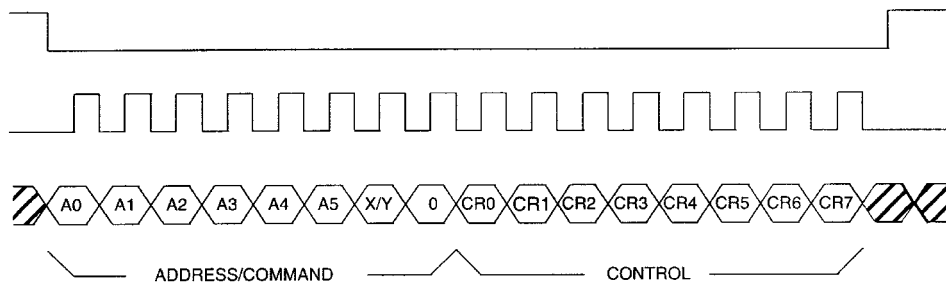 A0 A1 A2 A3 A4 A5 X/Y 0 CR0 CR1 CR2 CR3 CR4 CR5 CR6 CR7
ADDRESS/COMMAND CONTROL